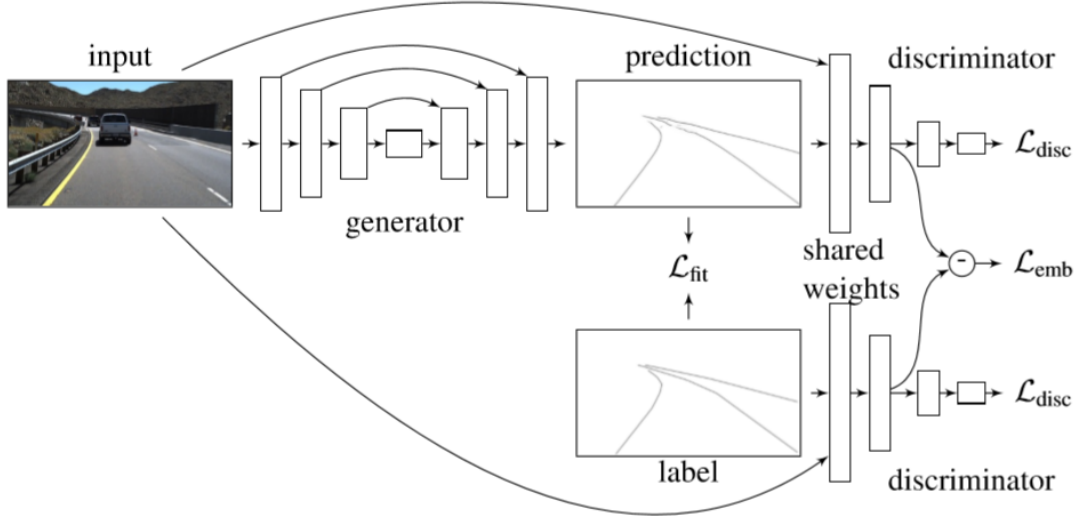 input
prediction
discriminator
ℒdisc
generator
shared
weights
ℒfit
ℒemb
ℒdisc
label
discriminator